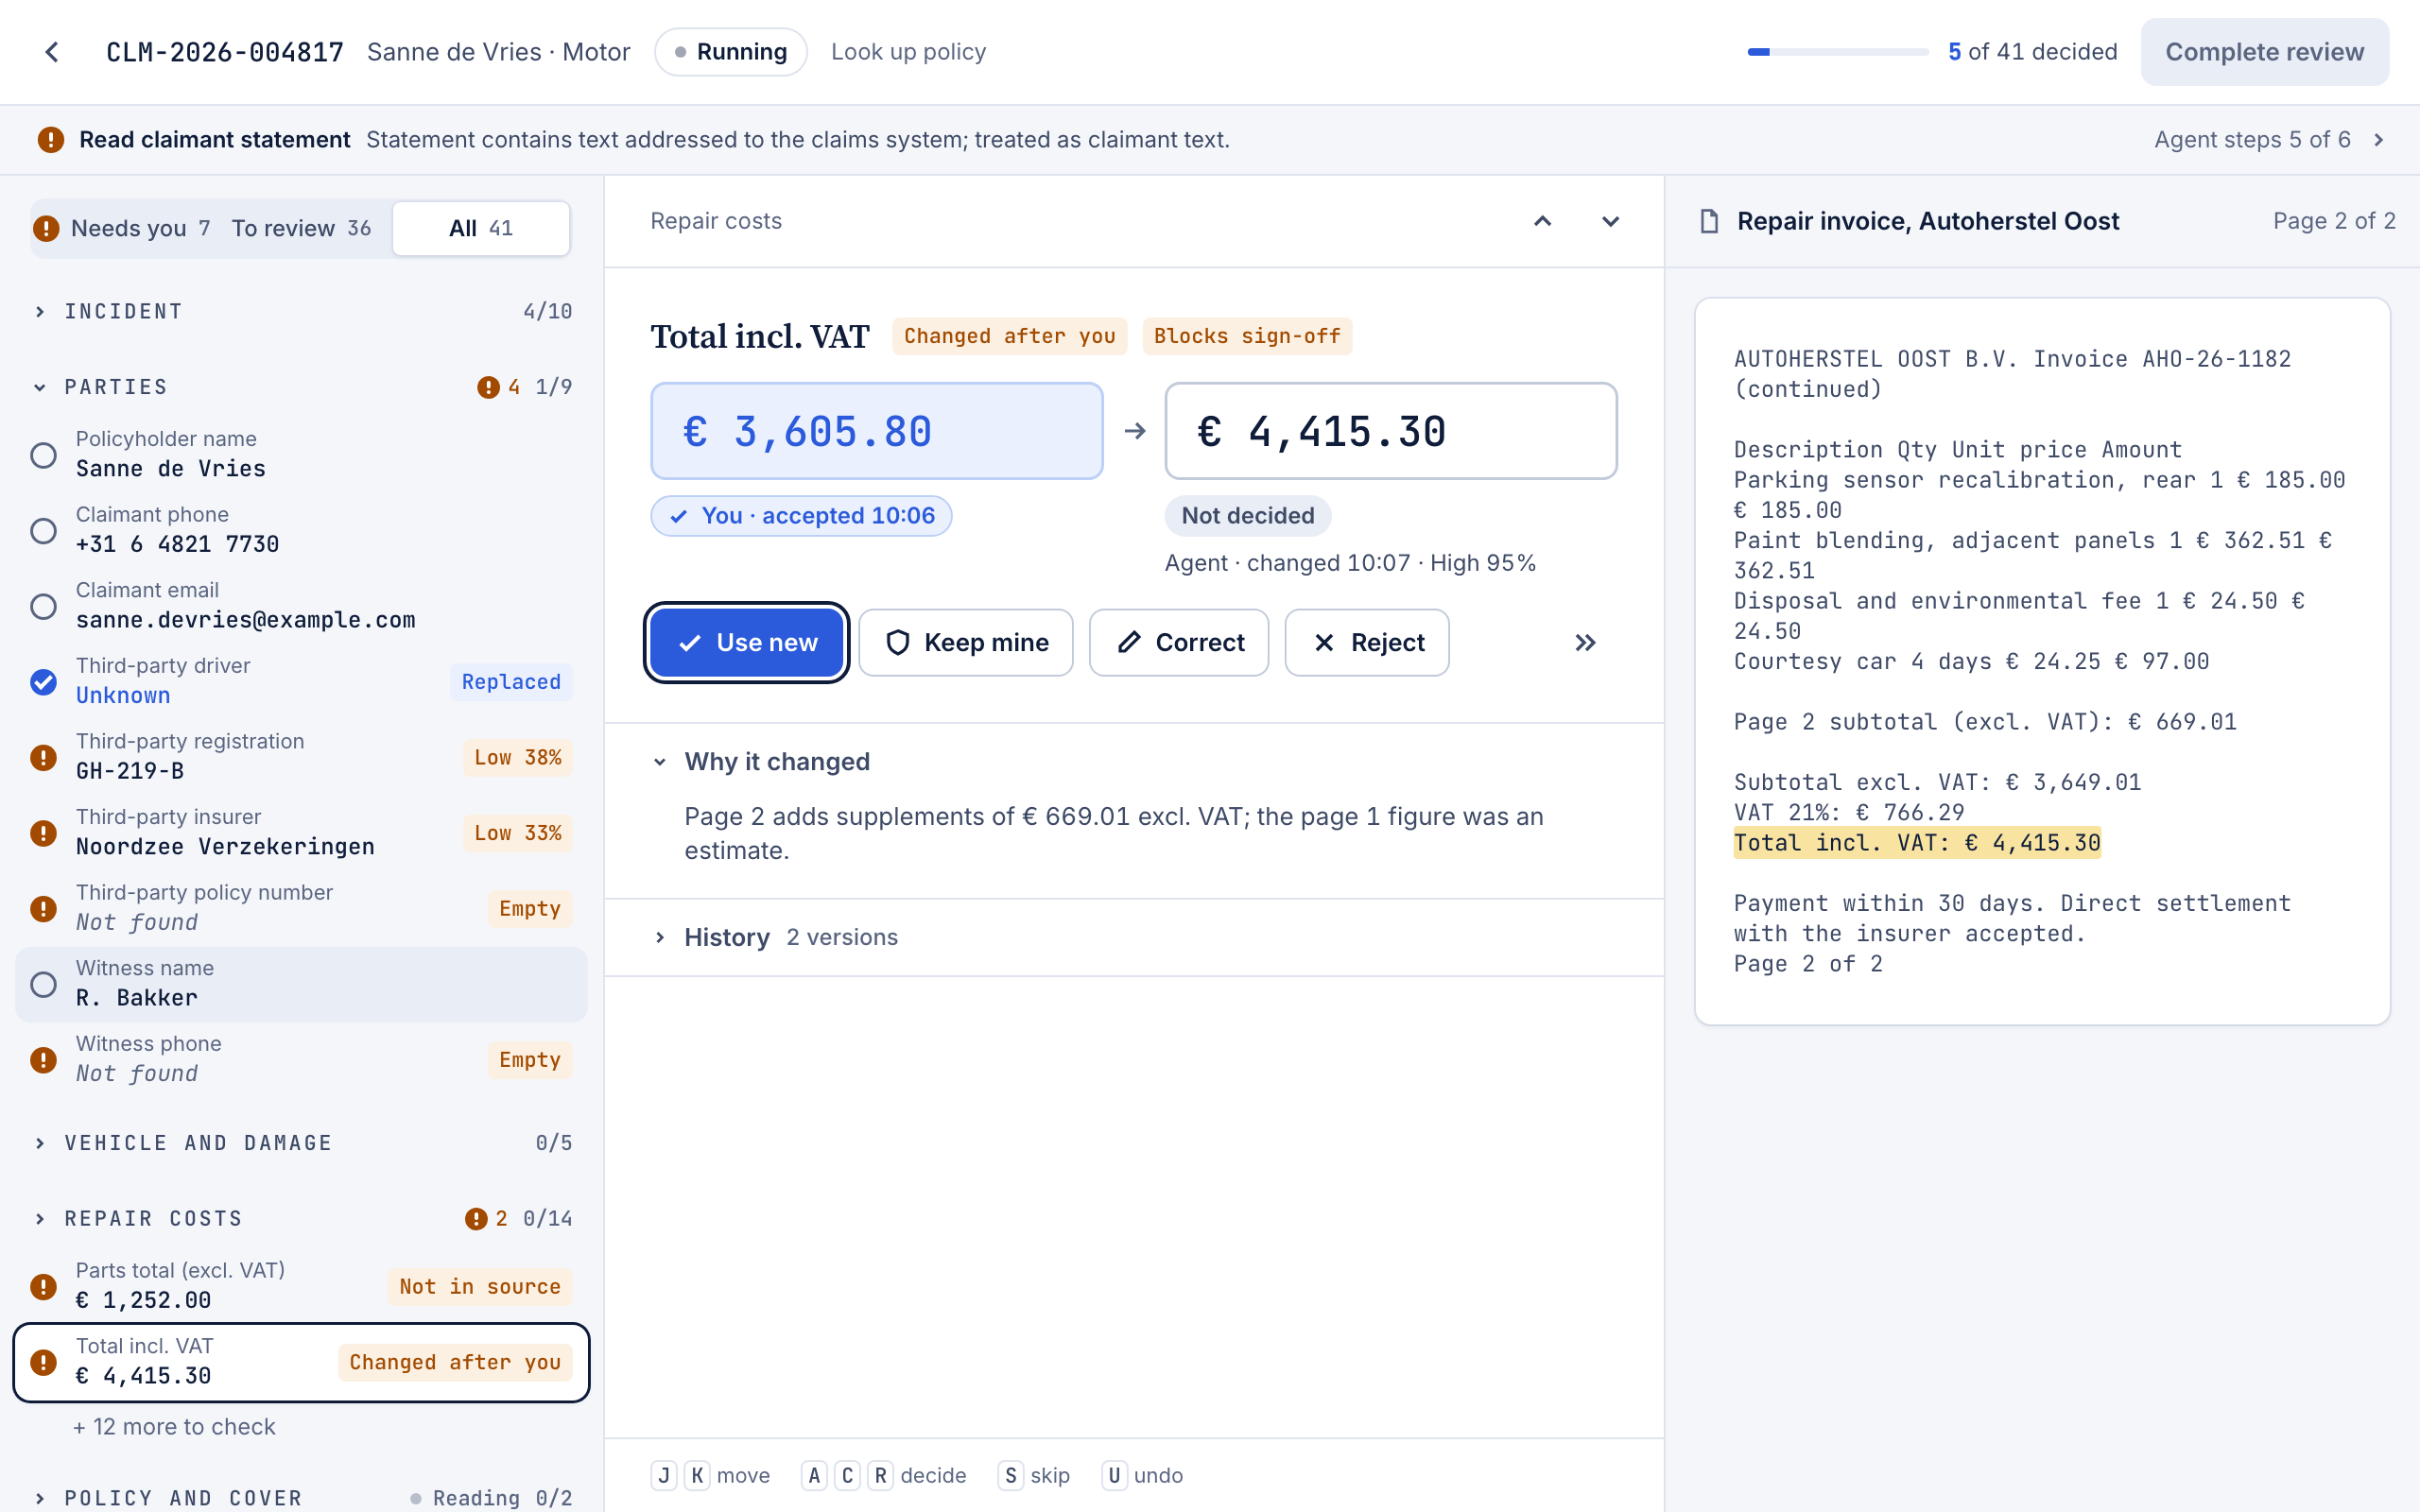 CLM-2026-004817 Sanne de Vries · Motor Running Look up policy 5 of 41 decided Complete review
Read claimant statement Statement contains text addressed to the claims system; treated as claimant text. Agent steps 5 of 6
Needs you 7 To review 36 All 41
INCIDENT 4/10
PARTIES 4 1/9
Policyholder name
Sanne de Vries
Claimant phone
+31 6 4821 7730
Claimant email
sanne.devries@example.com
Third-party driver
Unknown
Replaced
Third-party registration
GH-219-B
Low 38%
Third-party insurer
Noordzee Verzekeringen
Low 33%
Third-party policy number
Not found
Empty
Witness name
R. Bakker
Witness phone
Not found
Empty
VEHICLE AND DAMAGE 0/5
REPAIR COSTS 2 0/14
Parts total (excl. VAT)
€ 1,252.00
Not in source
Total incl. VAT
€ 4,415.30
Changed after you
+ 12 more to check
POLICY AND COVER Reading 0/2
Repair costs
Total incl. VAT Changed after you Blocks sign-off
€ 3,605.80 → € 4,415.30
You · accepted 10:06
Not decided
Agent · changed 10:07 · High 95%
Use new Keep mine Correct Reject
Why it changed
Page 2 adds supplements of € 669.01 excl. VAT; the page 1 figure was an
estimate.
History 2 versions
J K move A C R decide S skip U undo
Repair invoice, Autoherstel Oost Page 2 of 2
AUTOHERSTEL OOST B.V. Invoice AHO-26-1182
(continued)
Description Qty Unit price Amount
Parking sensor recalibration, rear 1 € 185.00
€ 185.00
Paint blending, adjacent panels 1 € 362.51 €
362.51
Disposal and environmental fee 1 € 24.50 €
24.50
Courtesy car 4 days € 24.25 € 97.00
Page 2 subtotal (excl. VAT): € 669.01
Subtotal excl. VAT: € 3,649.01
VAT 21%: € 766.29
Total incl. VAT: € 4,415.30
Payment within 30 days. Direct settlement
with the insurer accepted.
Page 2 of 2